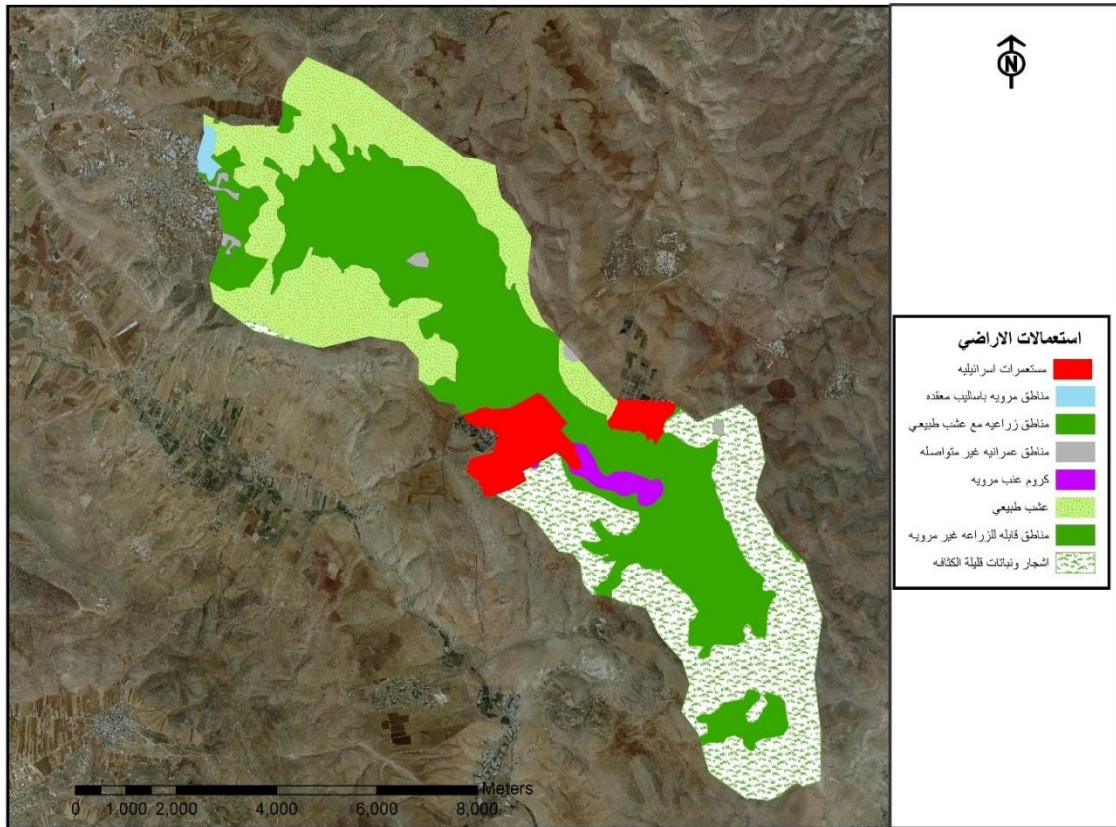 N
استعمالات الاراضي
مستعمرات اسرائيليه
مناطق مرويه باساليب معقده
مناطق زراعيه مع عشب طبيعي
مناطق عمرانيه غير متواصله
كروم عنب مرويه
عشب طبيعي
مناطق قابله للزراعه غير مرويه
اشجار ونباتات قليلة الكثافه
Meters
0 1,000 2,000 4,000 6,000 8,000